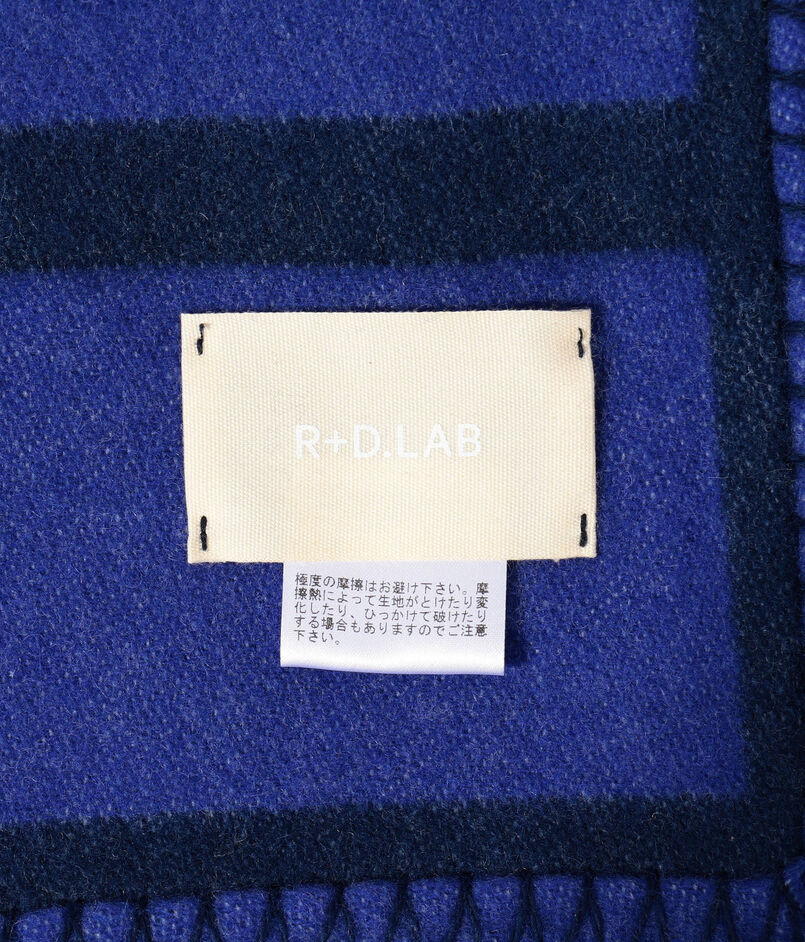 R+D.LAB
極度の摩擦はお避け下さい。摩
擦熱によって生地がとけたり変
化したり、ひっかけて破けたり
する場合もありますのでご注意
下さい。